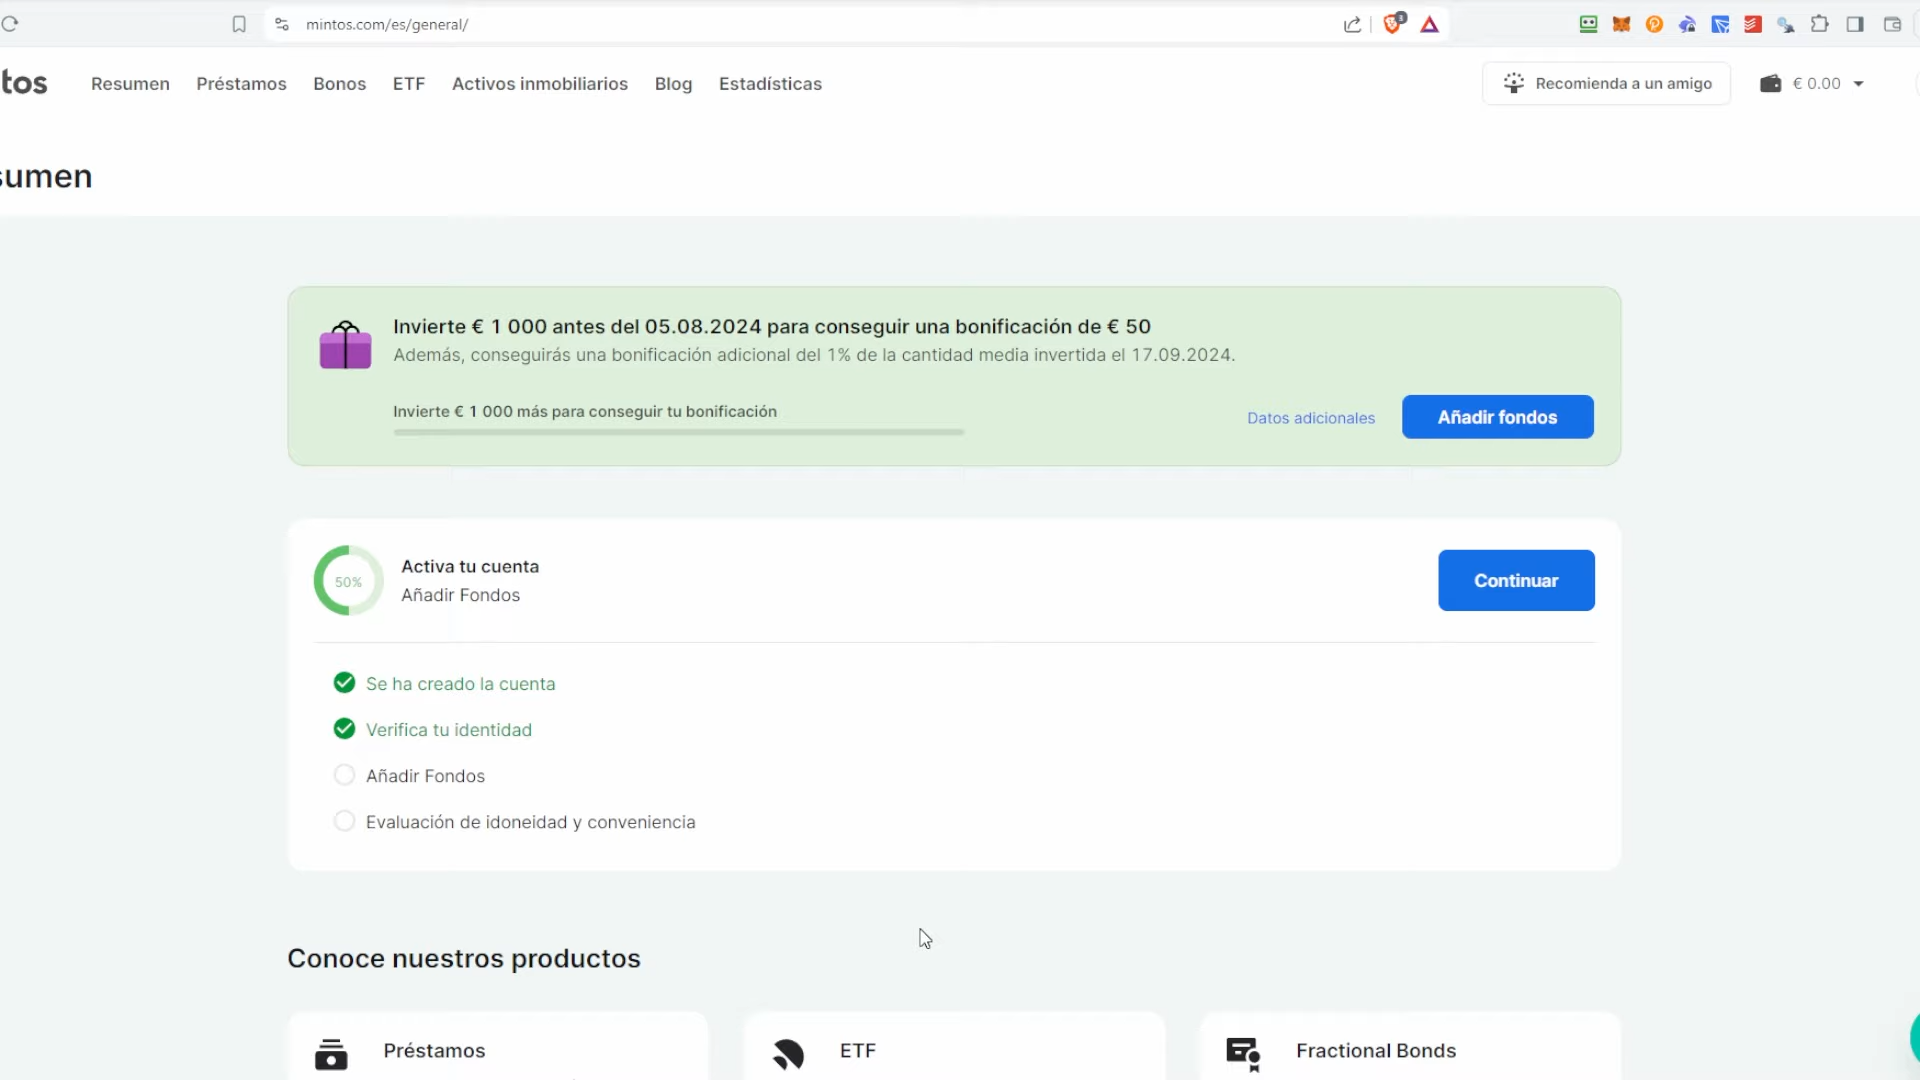 mintos.com/es/general/
3
tos
Resumen
Préstamos
Bonos
ETF
Activos inmobiliarios
Blog
Estadísticas
Recomienda a un amigo
€ 0.00
sumen
Invierte € 1 000 antes del 05.08.2024 para conseguir una bonificación de € 50
Además, conseguirás una bonificación adicional del 1% de la cantidad media invertida el 17.09.2024.
Invierte € 1 000 más para conseguir tu bonificación
Datos adicionales
Añadir fondos
50%
Activa tu cuenta
Añadir Fondos
Continuar
Se ha creado la cuenta
Verifica tu identidad
Añadir Fondos
Evaluación de idoneidad y conveniencia
Conoce nuestros productos
Préstamos
ETF
Fractional Bonds